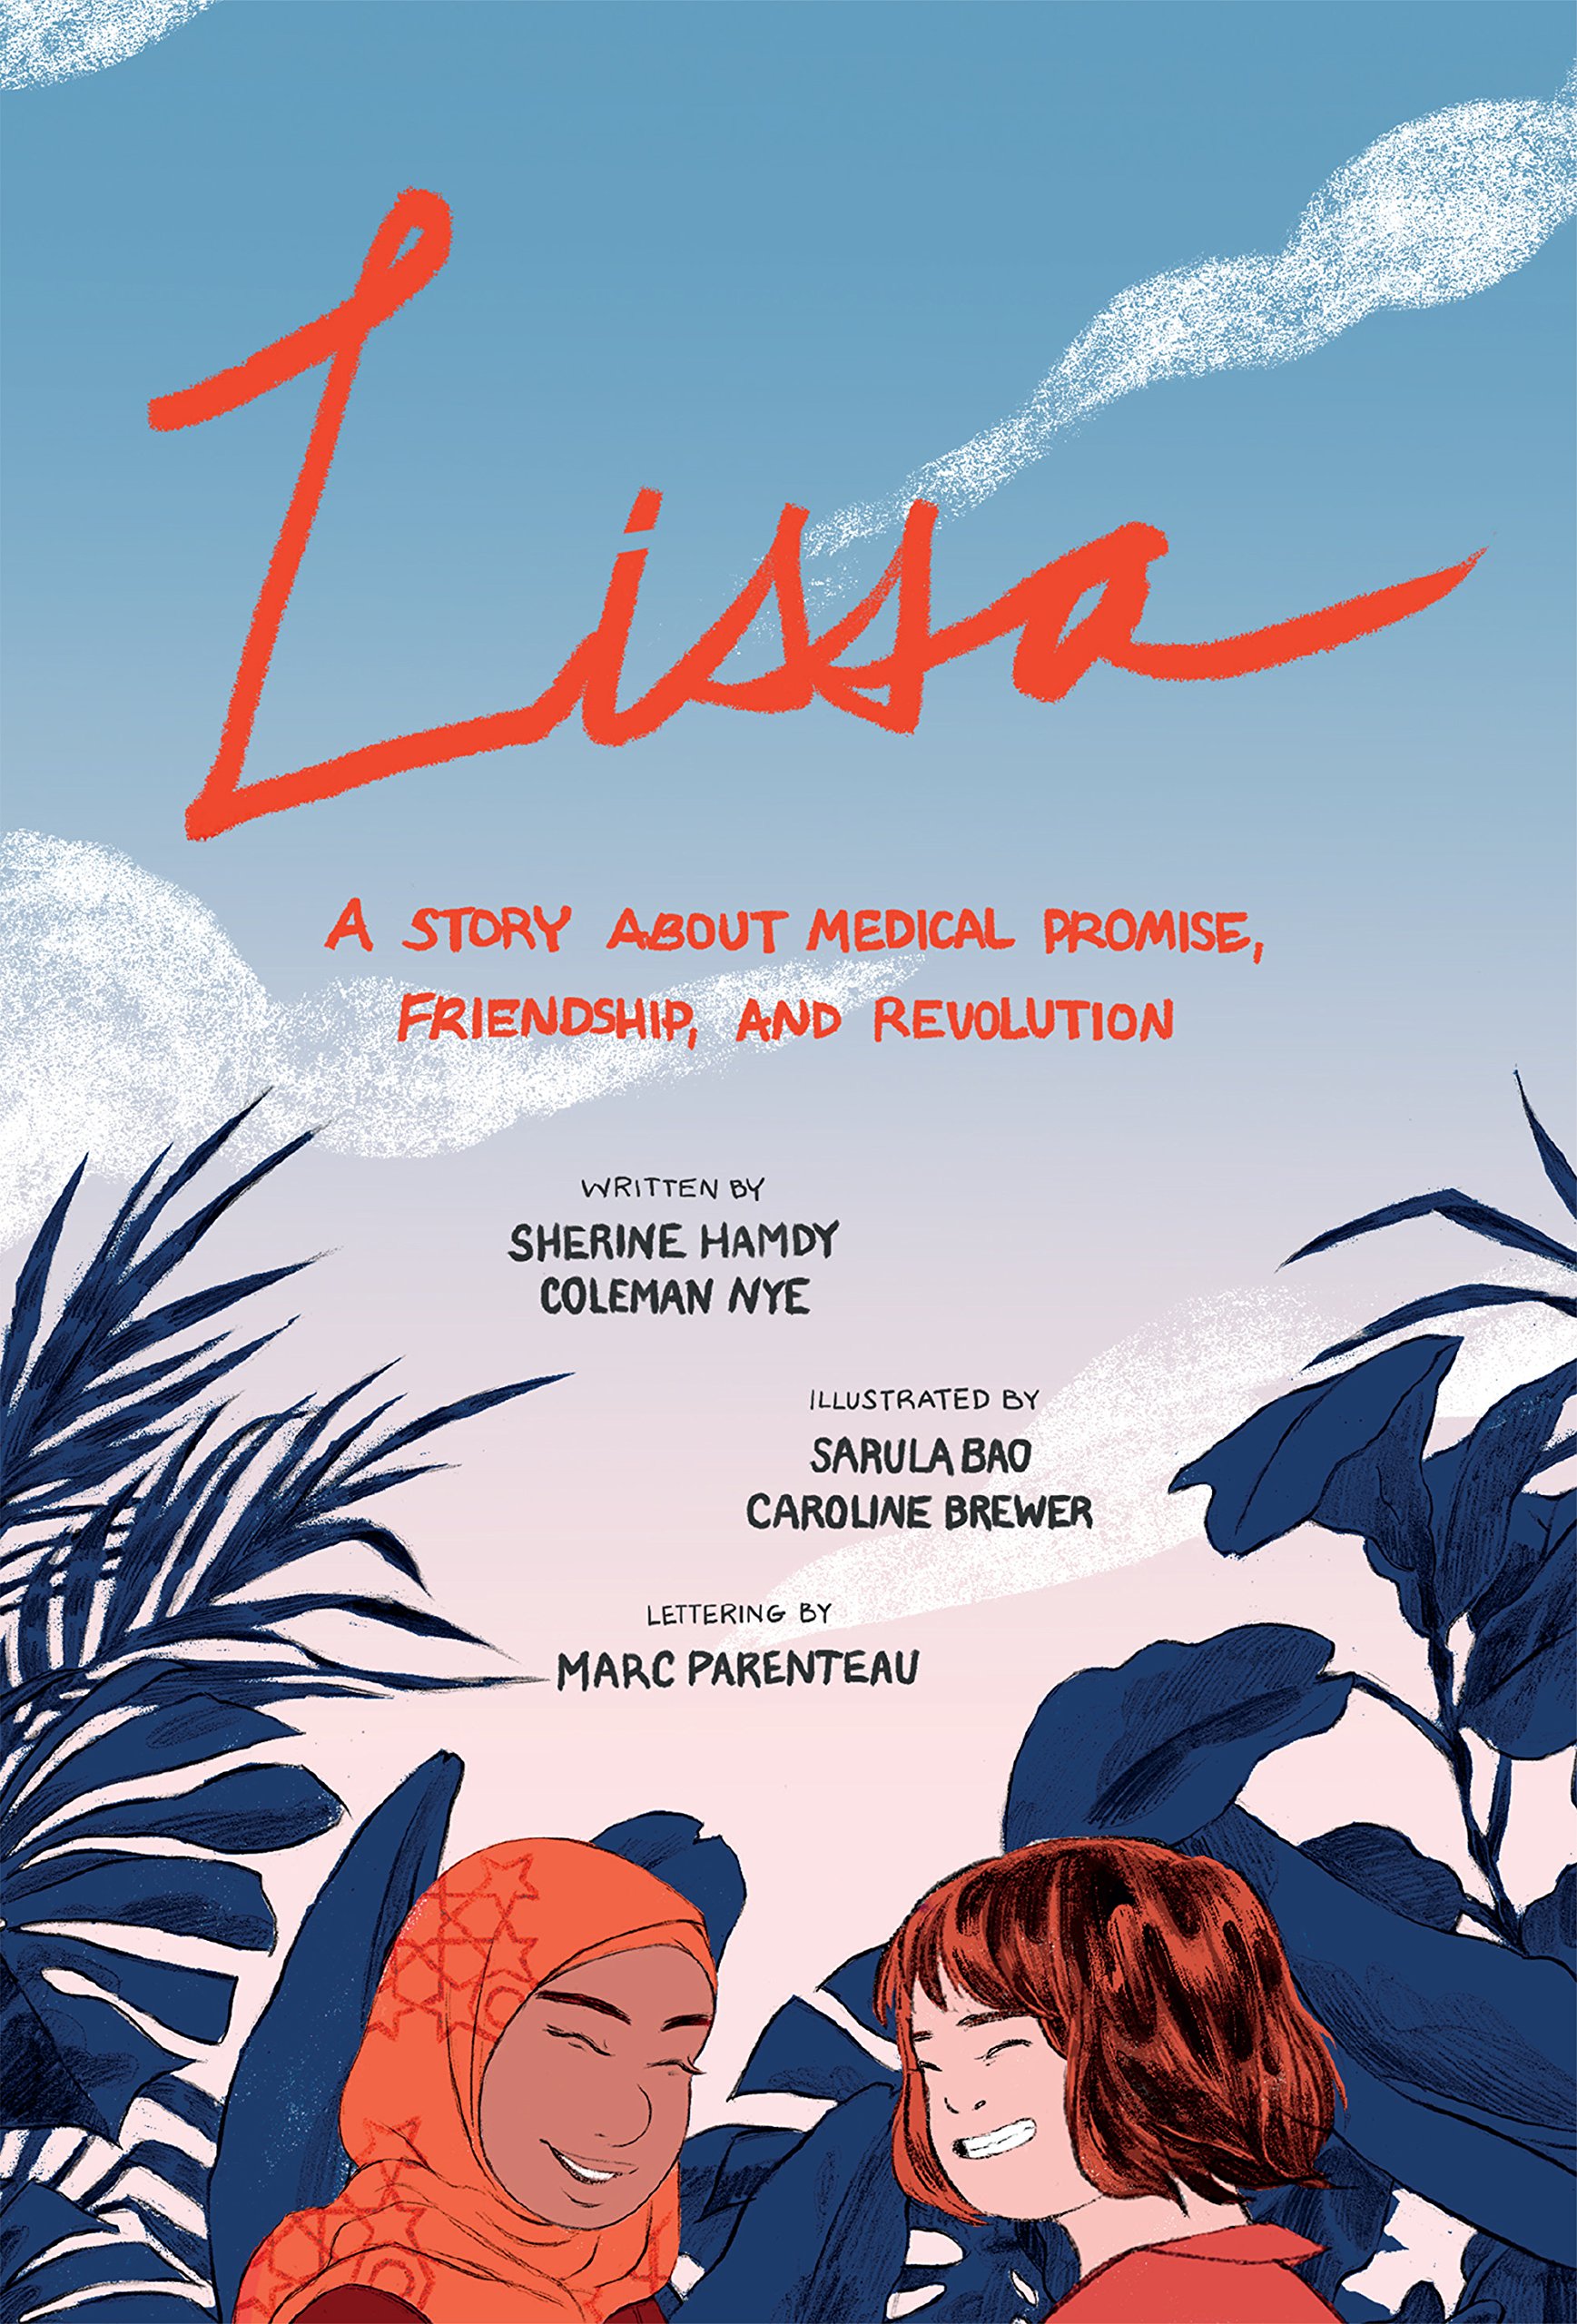 Lissa
A STORY ABOUT MEDICAL PROMISE,
FRIENDSHIP, AND REVOLUTION
WRITTEN BY
SHERINE HAMDY
COLEMAN NYE
ILLUSTRATED BY
SARULA BAO
CAROLINE BREWER
LETTERING BY
MARC PARENTEAU